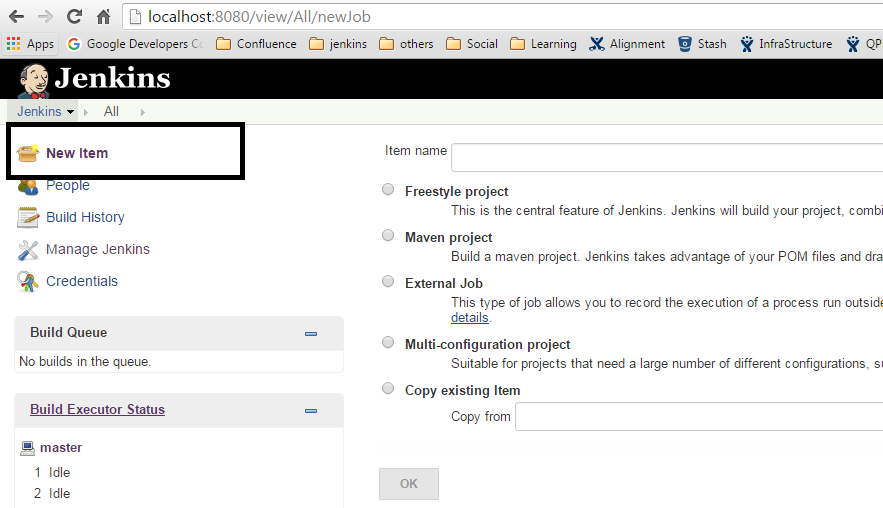 localhost:8080/view/All/newJob
Apps Google Developers Co Confluence jenkins others Social Learning Alignment Stash InfraStructure QP
Jenkins
Jenkins All
New Item
People
Build History
Manage Jenkins
Credentials
Build Queue
No builds in the queue.
Build Executor Status
master
1 Idle
2 Idle
Item name
Freestyle project
This is the central feature of Jenkins. Jenkins will build your project, combi
Maven project
Build a maven project. Jenkins takes advantage of your POM files and dra
External Job
This type of job allows you to record the execution of a process run outside
details.
Multi-configuration project
Suitable for projects that need a large number of different configurations, su
Copy existing Item
Copy from
OK